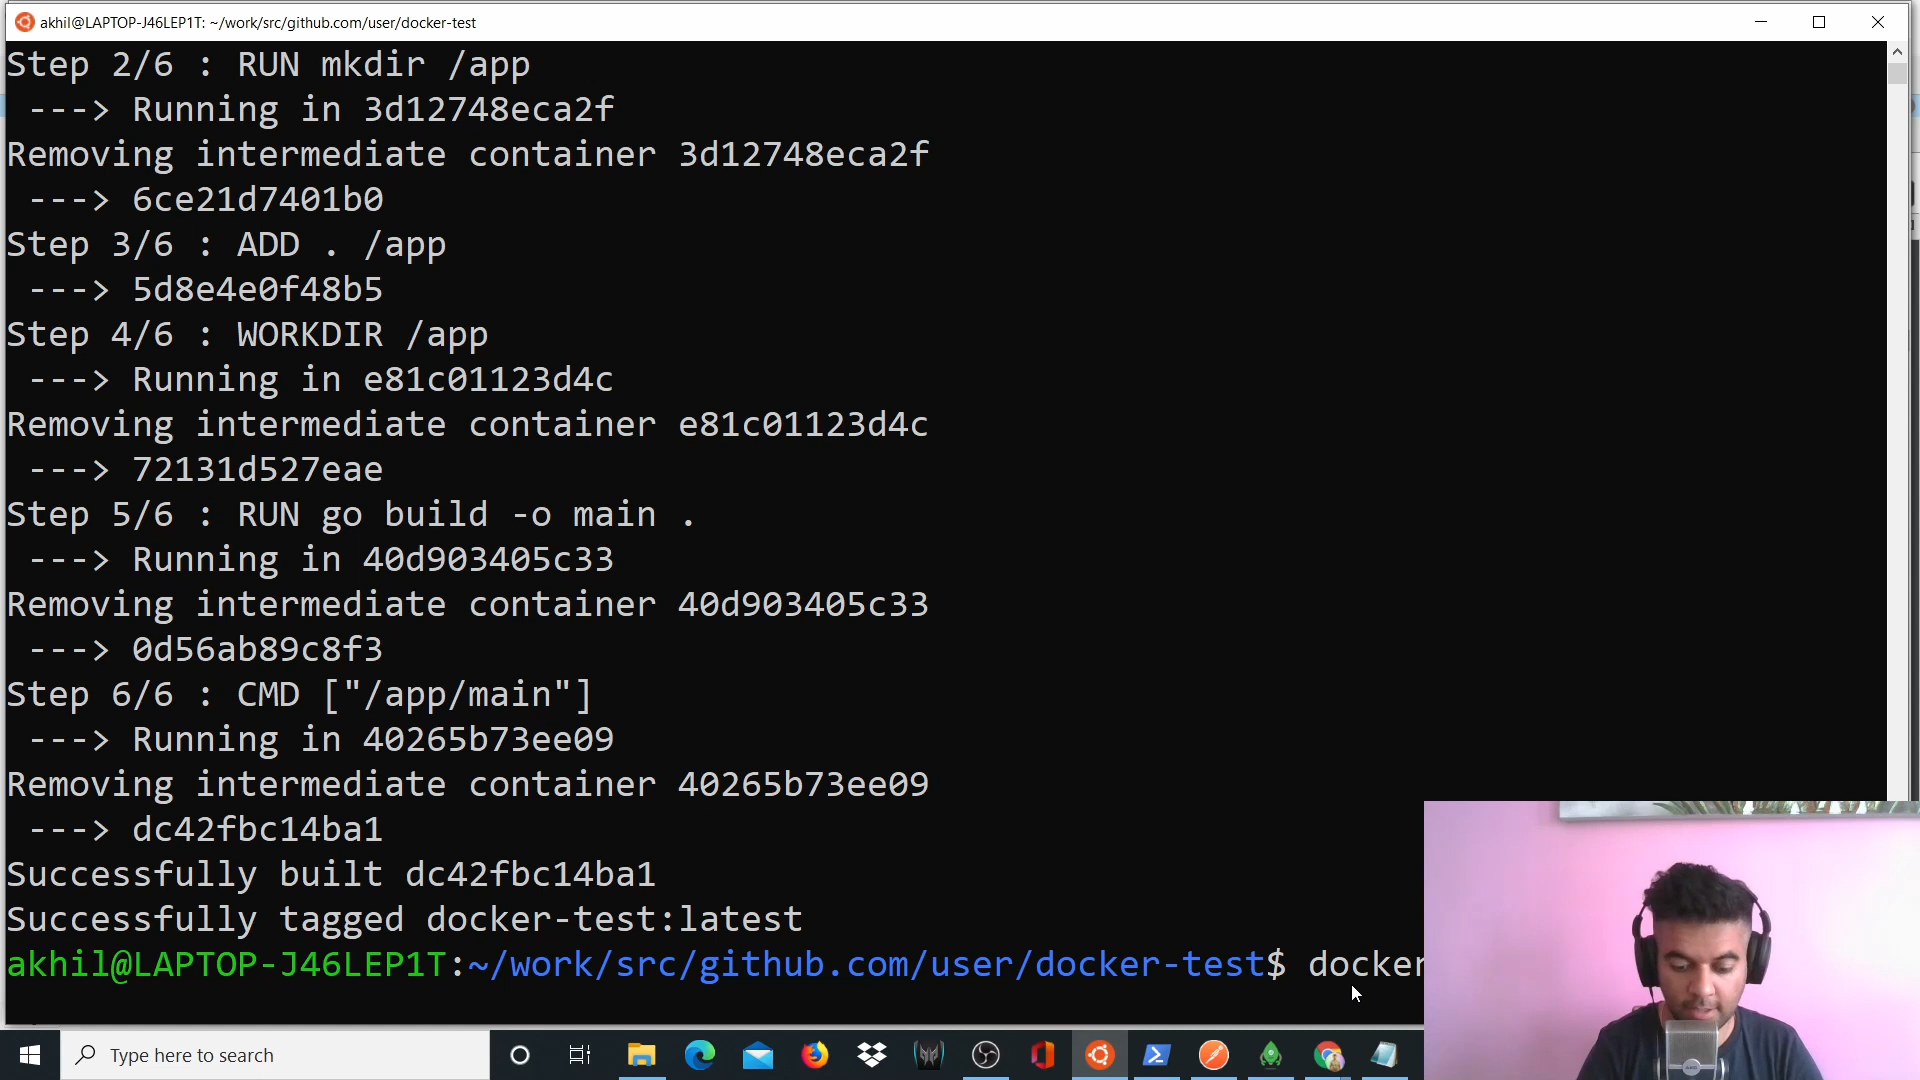 akhil@LAPTOP-J46LEP1T: ~/work/src/github.com/user/docker-test
Step 2/6 : RUN mkdir /app
---> Running in 3d12748eca2f
Removing intermediate container 3d12748eca2f
---> 6ce21d7401b0
Step 3/6 : ADD . /app
---> 5d8e4e0f48b5
Step 4/6 : WORKDIR /app
---> Running in e81c01123d4c
Removing intermediate container e81c01123d4c
---> 72131d527eae
Step 5/6 : RUN go build -o main .
---> Running in 40d903405c33
Removing intermediate container 40d903405c33
---> 0d56ab89c8f3
Step 6/6 : CMD ["/app/main"]
---> Running in 40265b73ee09
Removing intermediate container 40265b73ee09
---> dc42fbc14ba1
Successfully built dc42fbc14ba1
Successfully tagged docker-test:latest
akhil@LAPTOP-J46LEP1T:~/work/src/github.com/user/docker-test$ docker
Type here to search